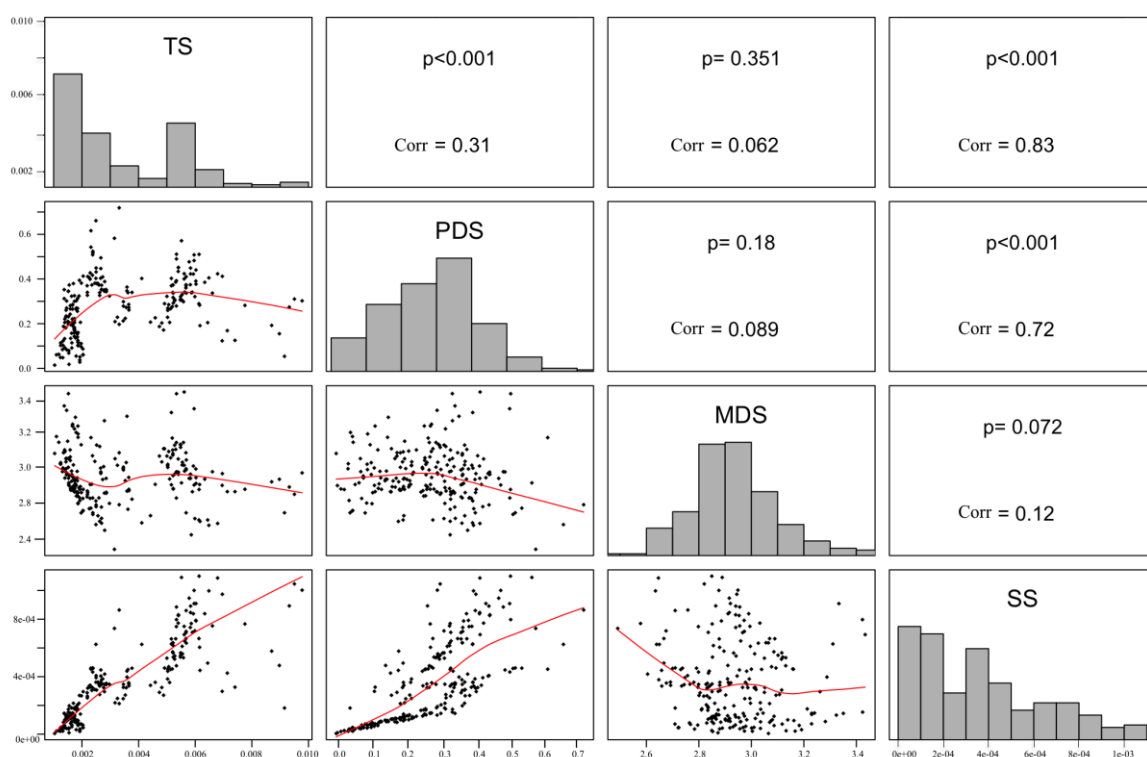 0.010
0.006
0.002
TS
p<0.001
Corr = 0.31
p= 0.351
Corr = 0.062
p<0.001
Corr = 0.83
0.6
0.4
0.2
0.0
PDS
p= 0.18
Corr = 0.089
p<0.001
Corr = 0.72
3.4
3.2
3.0
2.8
2.4
MDS
p= 0.072
Corr = 0.12
8e-04
4e-04
0e+00
SS
0.002
0.004
0.006
0.008
0.010
0.0
0.1
0.2
0.3
0.4
0.5
0.6
0.7
2.6
2.8
3.0
3.2
3.4
0e+00
2e-04
4e-04
6e-04
8e-04
1e-03